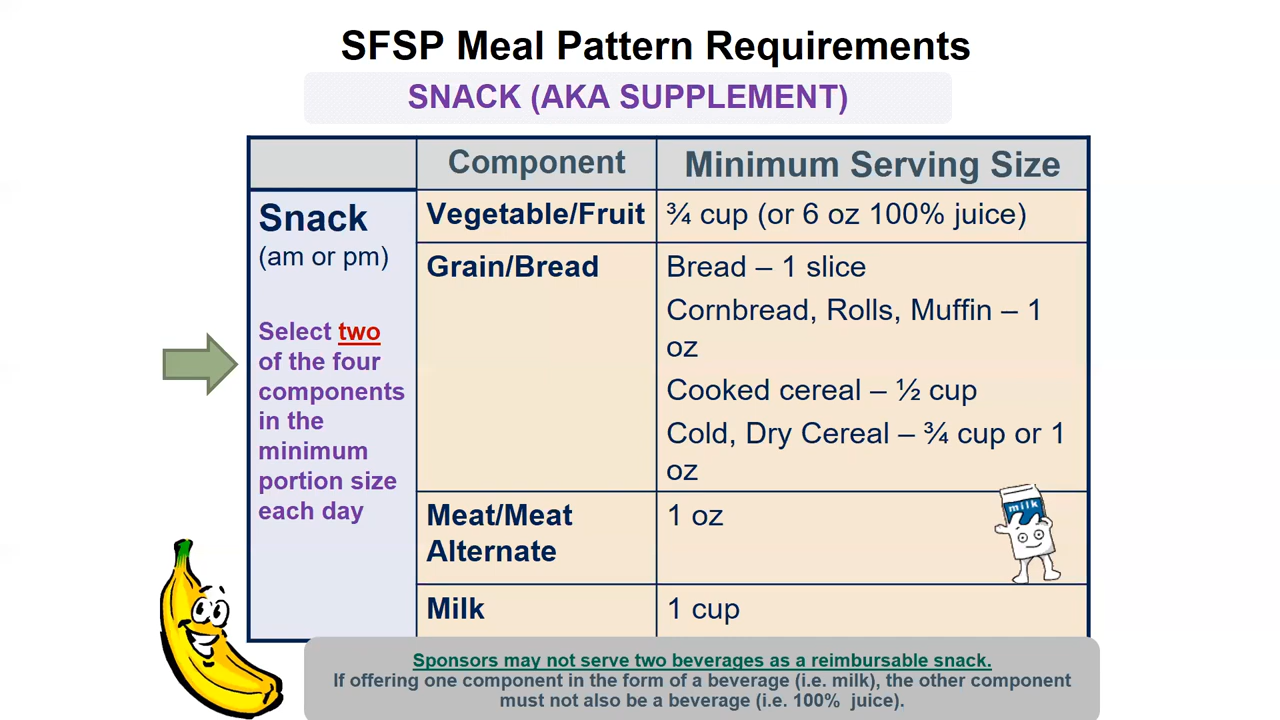 SFSP Meal Pattern Requirements
SNACK (AKA SUPPLEMENT)
Component
Minimum Serving Size
Snack
(am or pm)
Select two
of the four
components
in the
minimum
portion size
each day
Vegetable/Fruit
¾ cup (or 6 oz 100% juice)
Grain/Bread
Bread – 1 slice
Cornbread, Rolls, Muffin – 1
oz
Cooked cereal – ½ cup
Cold, Dry Cereal – ¾ cup or 1
oz
Meat/Meat
Alternate
1 oz
milk
Milk
1 cup
Sponsors may not serve two beverages as a reimbursable snack.
If offering one component in the form of a beverage (i.e. milk), the other component
must not also be a beverage (i.e. 100% juice).